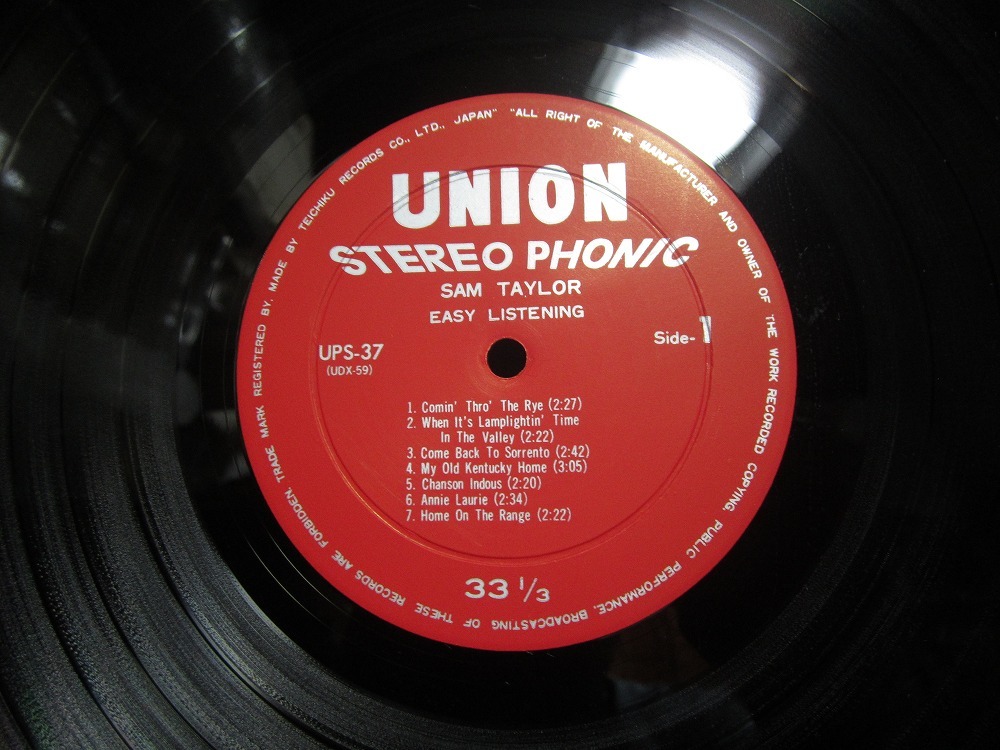 UNION
STEREO PHONIC
SAM TAYLOR
EASY LISTENING
UPS-37
(UDX-59)
Side-1
1. Comin' Thro' The Rye (2:27)
2. When It's Lamplightin' Time
In The Valley (2:22)
3. Come Back To Sorrento (2:42)
4. My Old Kentucky Home (3:05)
5. Chanson Indous (2:20)
6. Annie Laurie (2:34)
7. Home On The Range (2:22)
33 1/3
TRADE MARK REGISTERED BY, MADE BY TEICHIKU RECORDS CO., LTD., JAPAN" "ALL RIGHT OF THE MANUFACTURER AND OWNER OF THE WORK RECORDED COPYING, PUBLIC PERFORMANCE, BROADCASTING OF THESE RECORDS ARE FORBIDDEN,